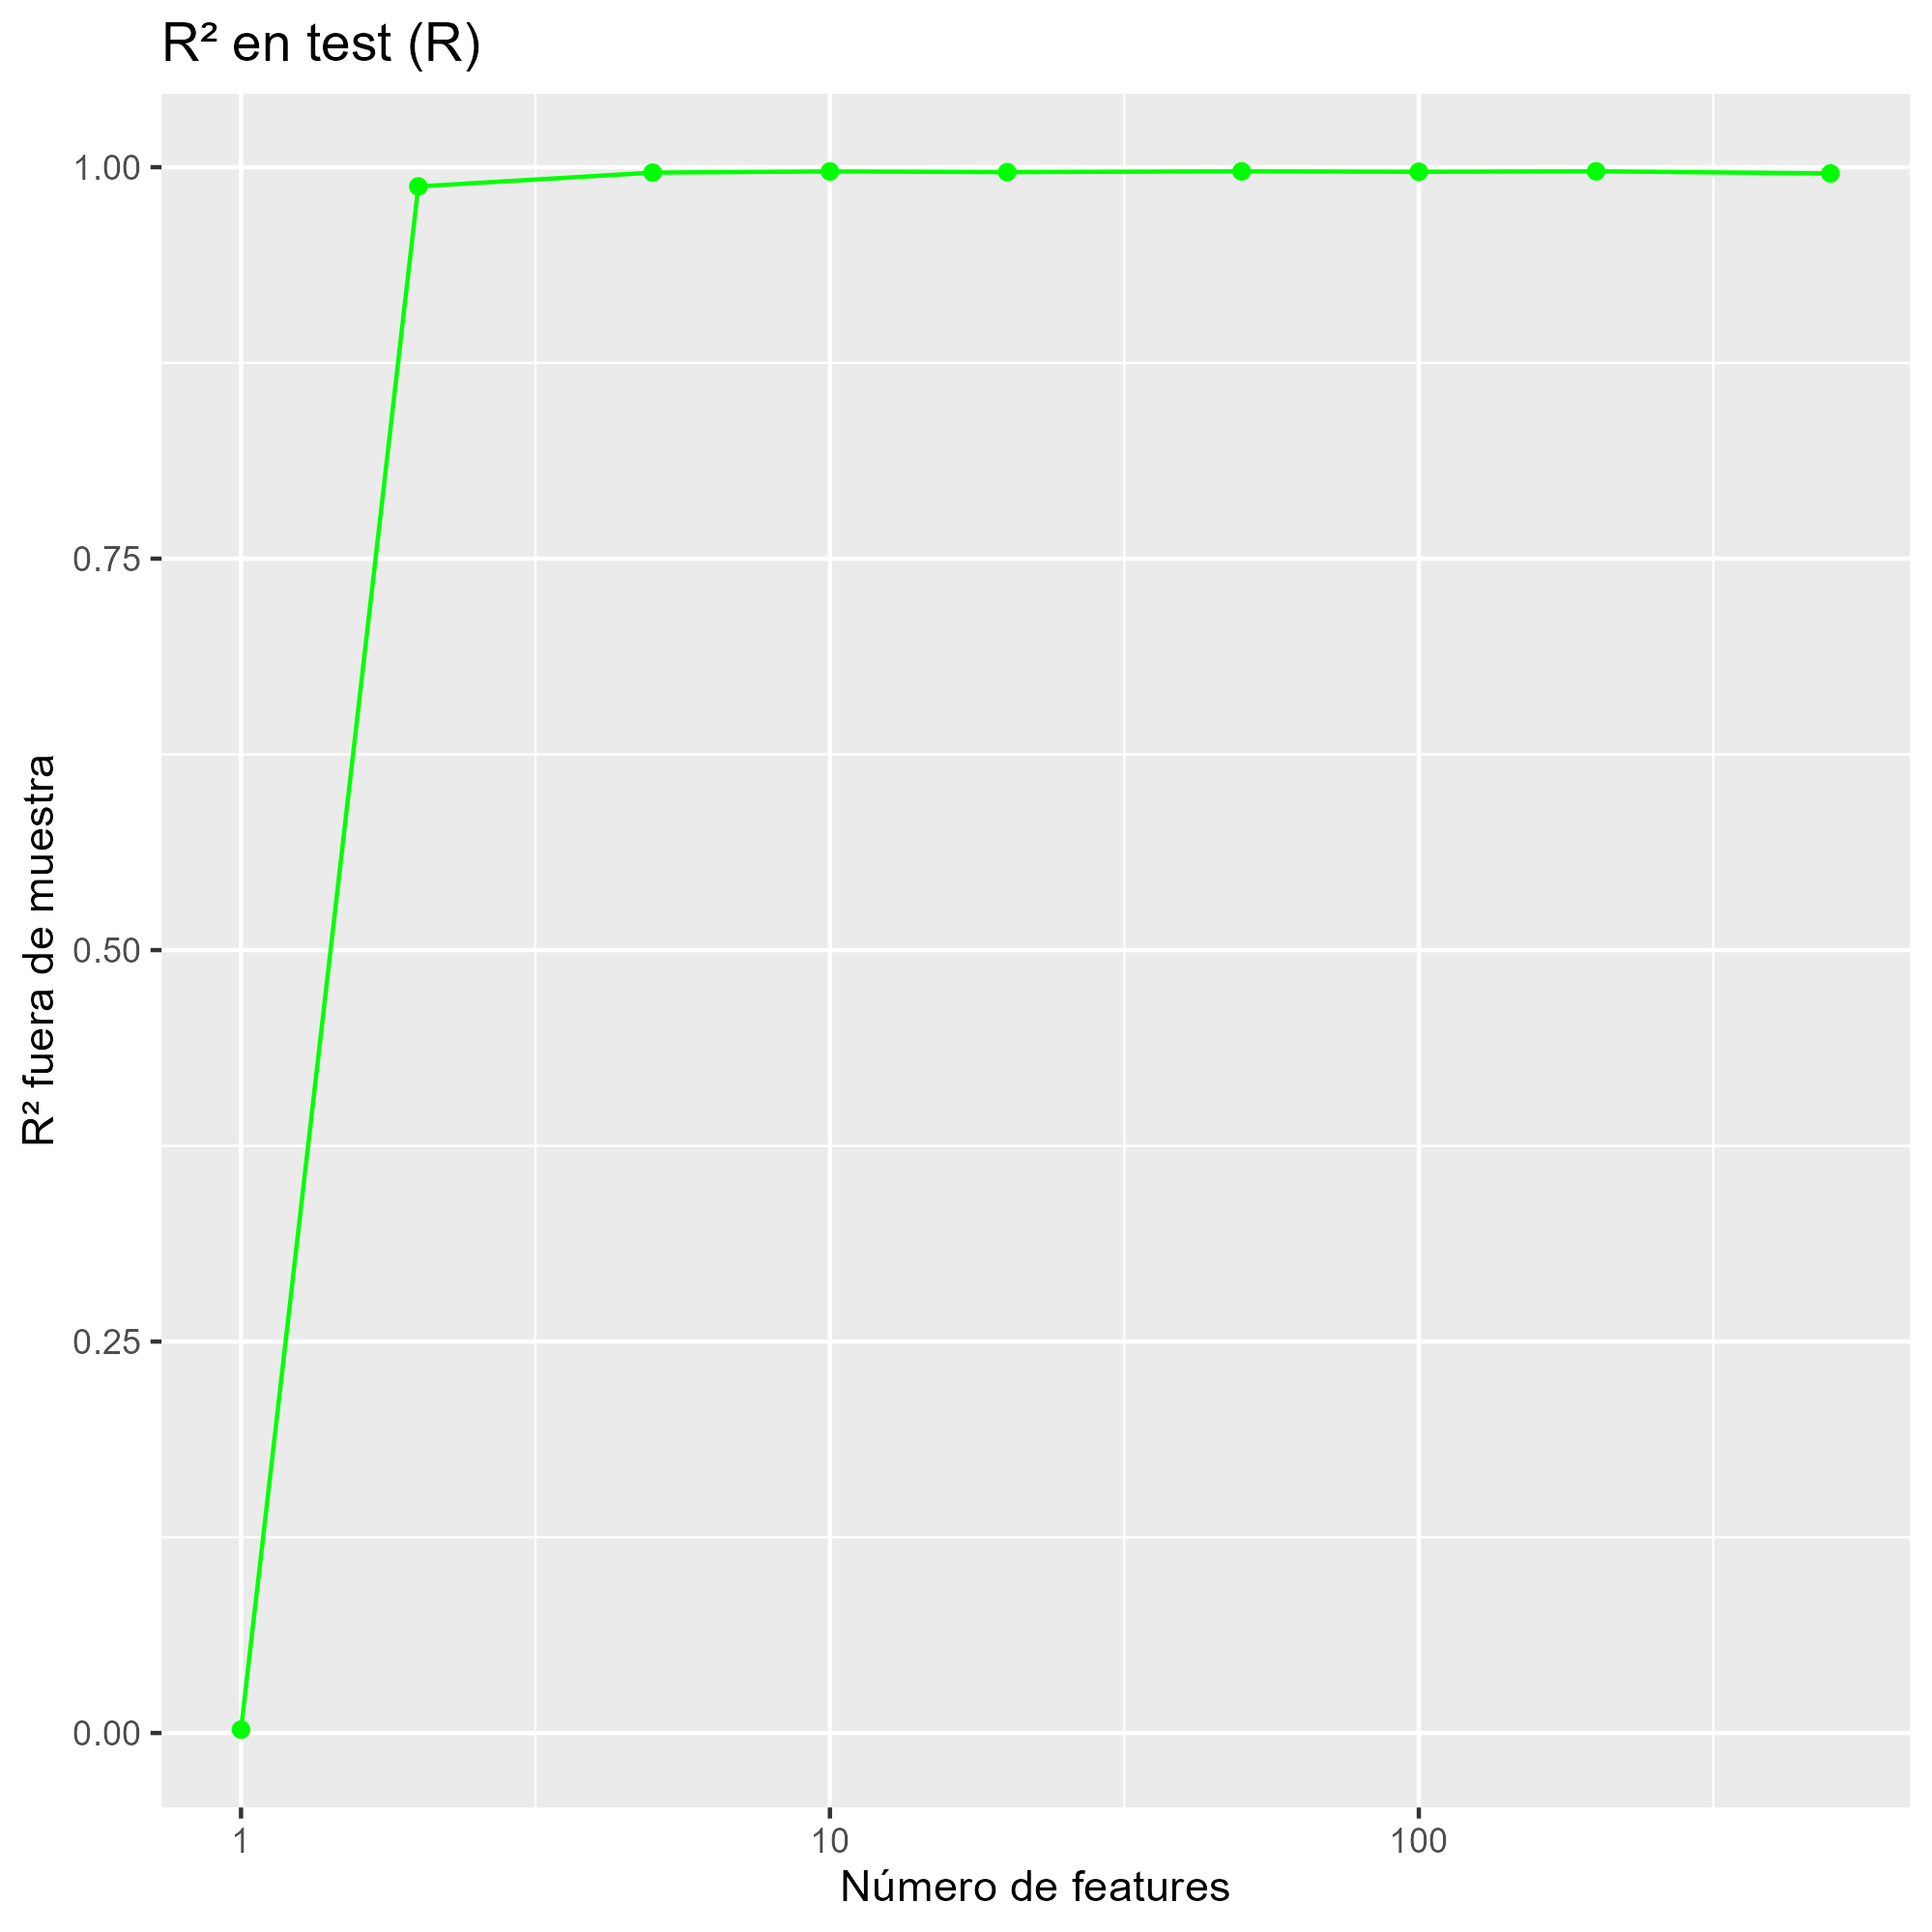 R² en test (R)
1.00
0.75
0.50
0.25
0.00
R² fuera de muestra
1
10
100
Número de features